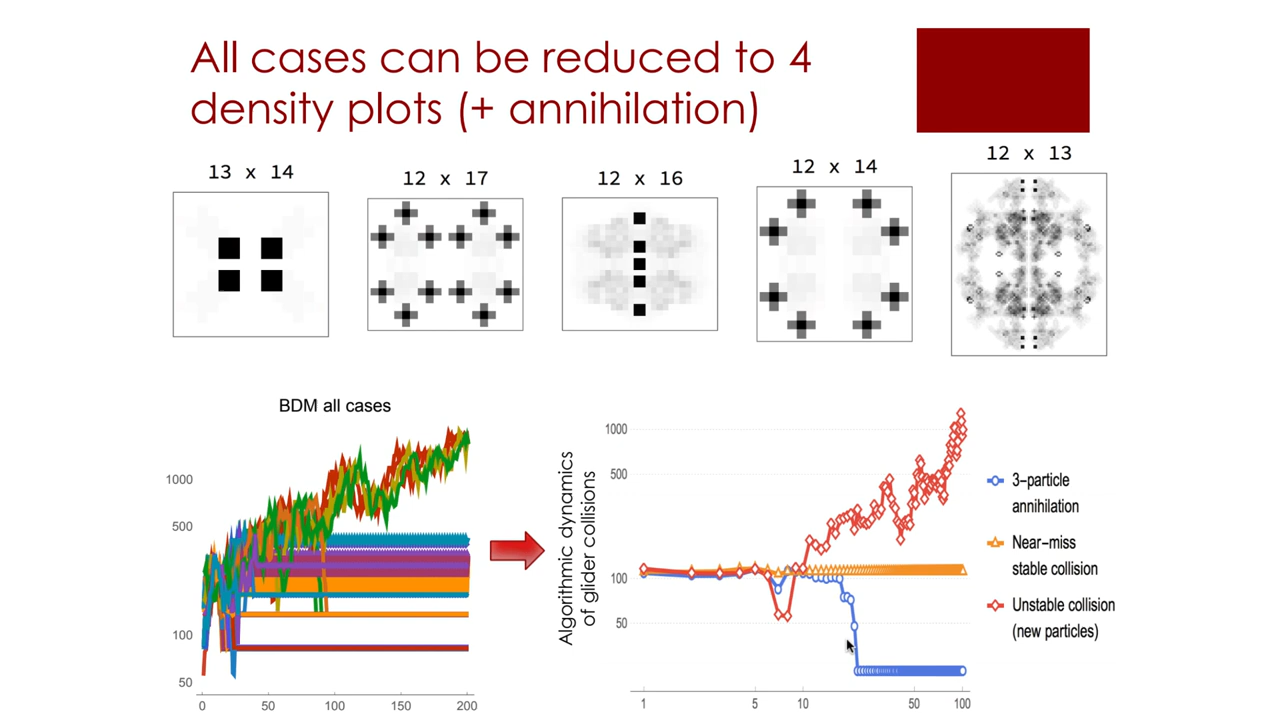 All cases can be reduced to 4
density plots (+ annihilation)
13 x 14
12 x 17
12 x 16
12 x 14
12 x 13
BDM all cases
1000
500
100
50
0
50
100
150
200
Algorithmic dynamics
of glider collisions
1000
500
100
50
1
5
10
50
100
3–particle
annihilation
Near–miss
stable collision
Unstable collision
(new particles)